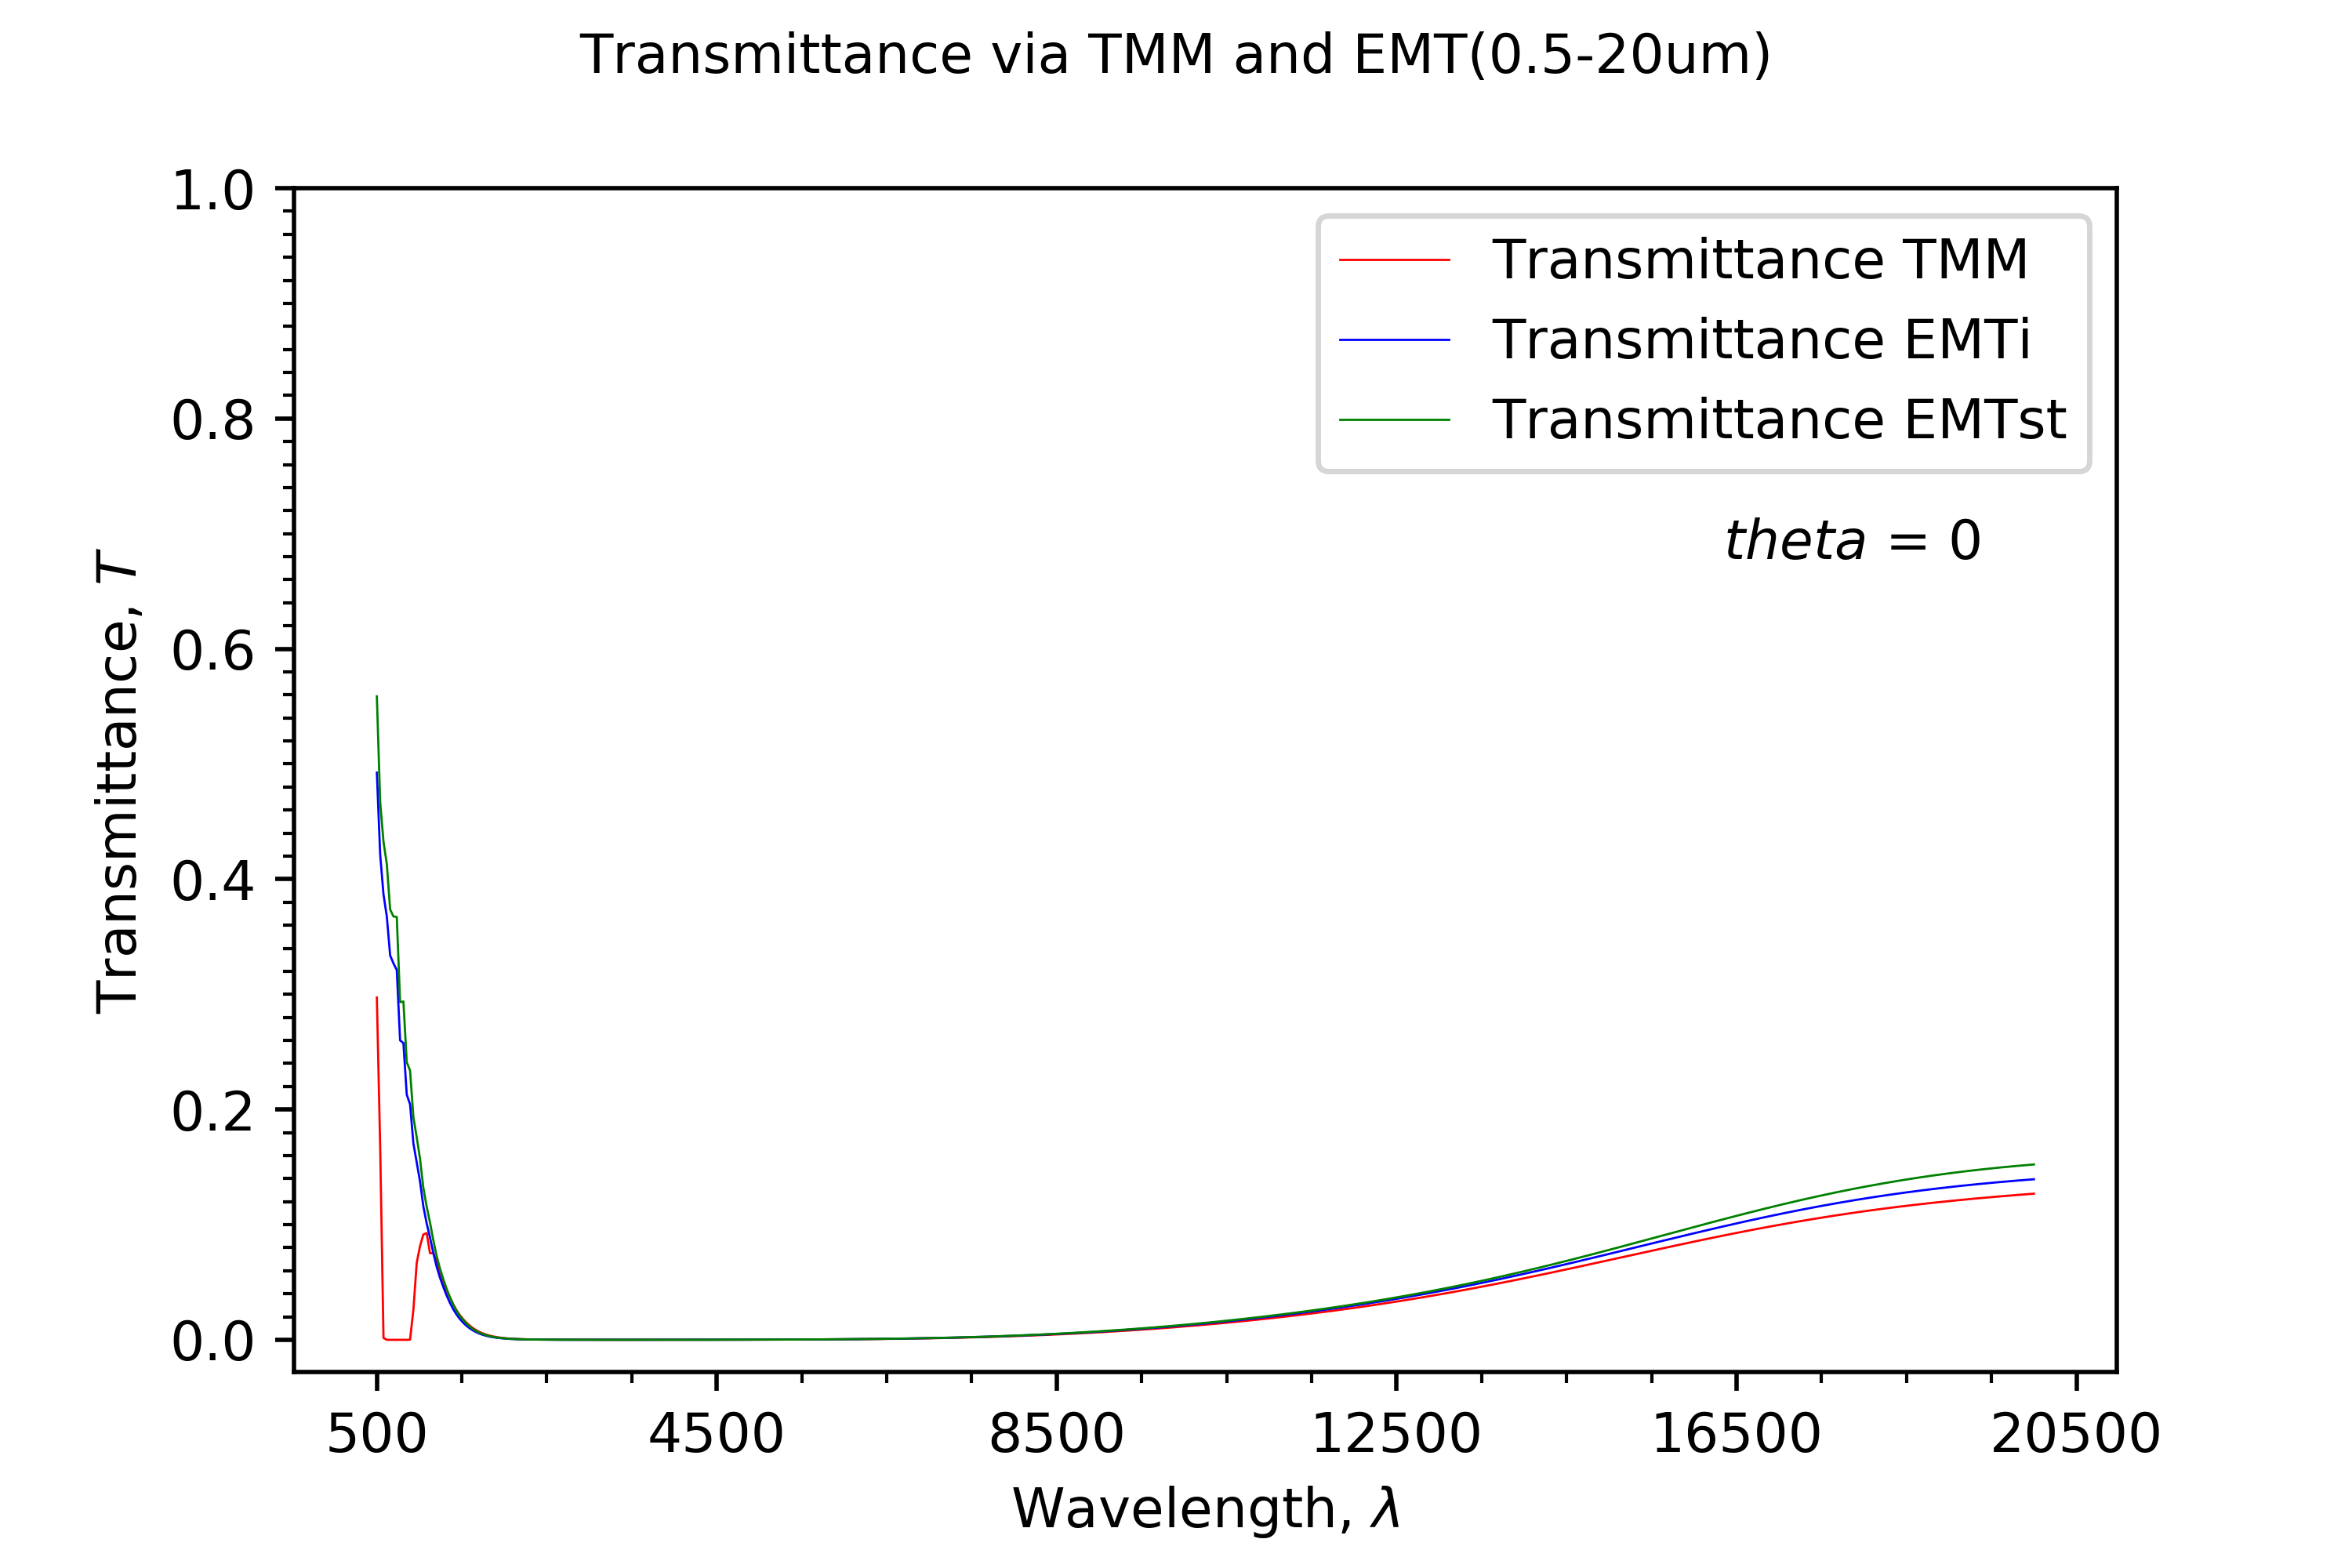 Transmittance via TMM and EMT(0.5-20um)
1.0
0.8
0.6
0.4
0.2
0.0
Transmittance, T
Transmittance TMM
Transmittance EMTi
Transmittance EMTst
theta = 0
500 4500 8500 12500 16500 20500
Wavelength, λ